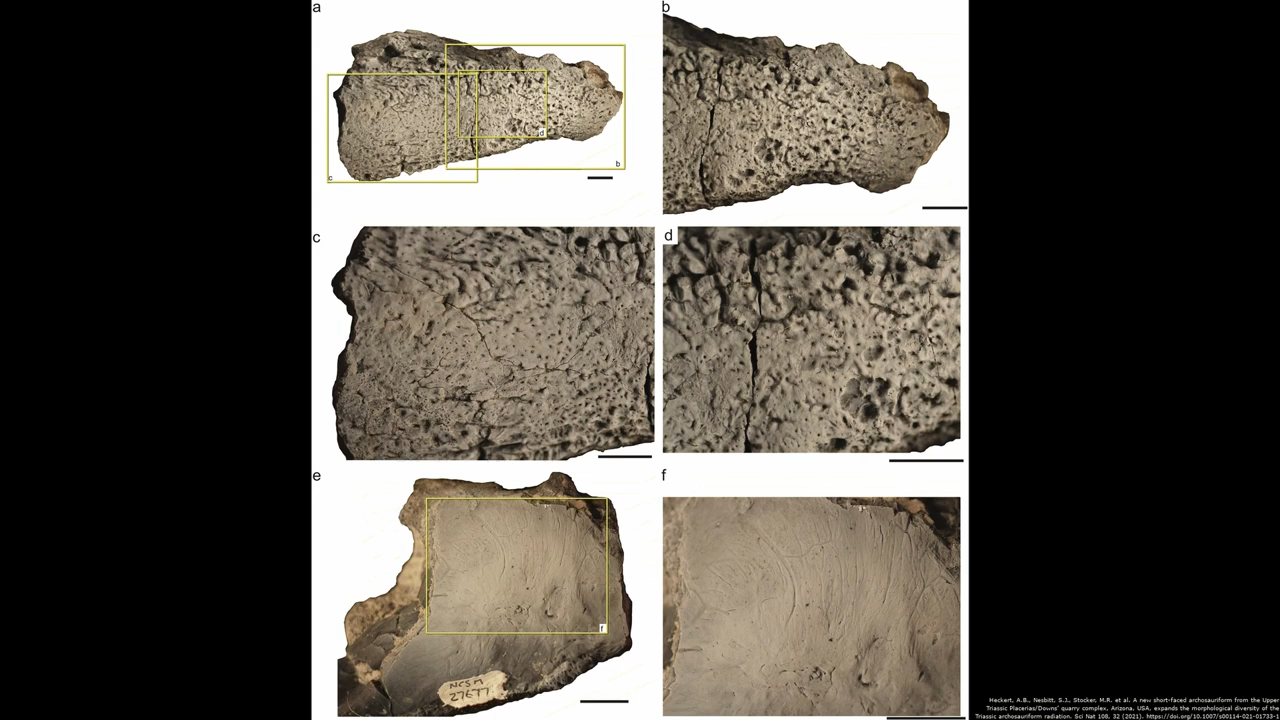 a
b
d
b
c
c
d
e
f
f
NCSM
27677
Heckert, A.B., Nesbitt, S.J., Stocker, M.R. et al. A new short-faced archosauriform from the Upper
Triassic Placerias/Downs' quarry complex, Arizona, USA, expands the morphological diversity of the
Triassic archosauriform radiation. Sci Nat 108, 32 (2021). https://doi.org/10.1007/s00114-021-01733-